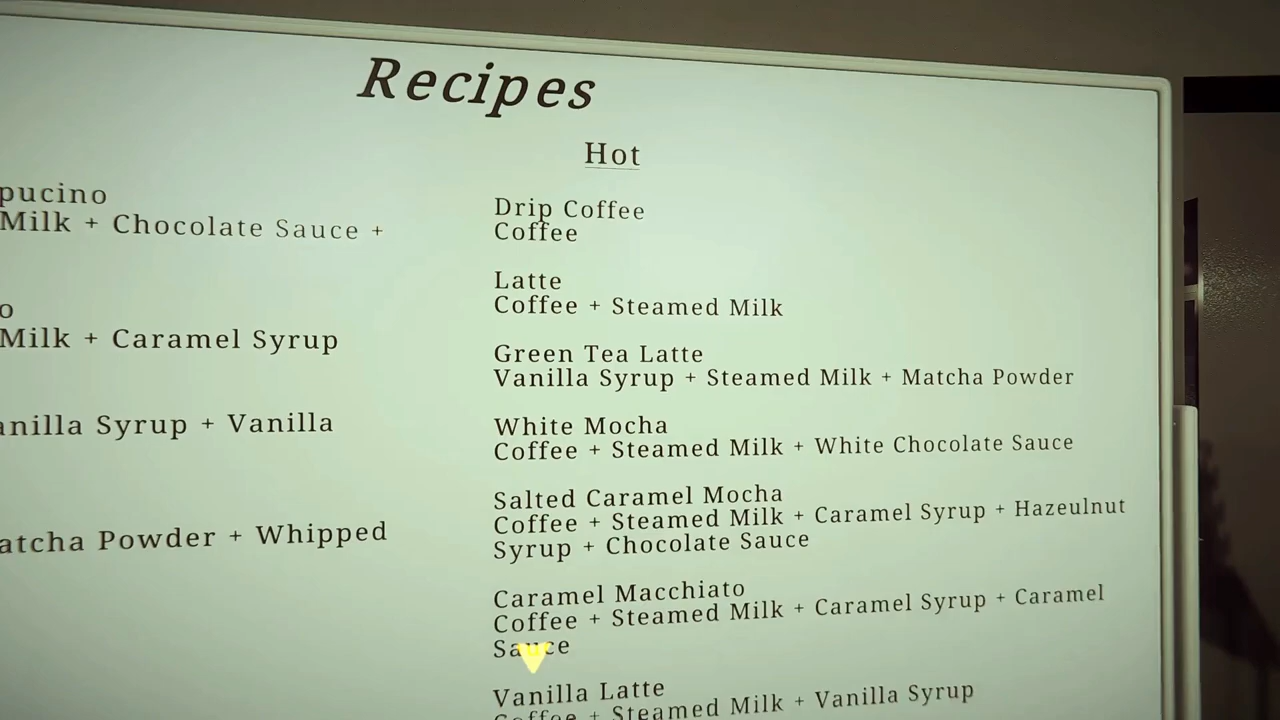 Recipes
pucino
Milk + Chocolate Sauce +
o
Milk + Caramel Syrup
anilla Syrup + Vanilla
atcha Powder + Whipped
Hot
Drip Coffee
Coffee
Latte
Coffee + Steamed Milk
Green Tea Latte
Vanilla Syrup + Steamed Milk + Matcha Powder
White Mocha
Coffee + Steamed Milk + White Chocolate Sauce
Salted Caramel Mocha
Coffee + Steamed Milk + Caramel Syrup + Hazeulnut
Syrup + Chocolate Sauce
Caramel Macchiato
Coffee + Steamed Milk + Caramel Syrup + Caramel
Sauce
Vanilla Latte
Coffee + Steamed Milk + Vanilla Syrup